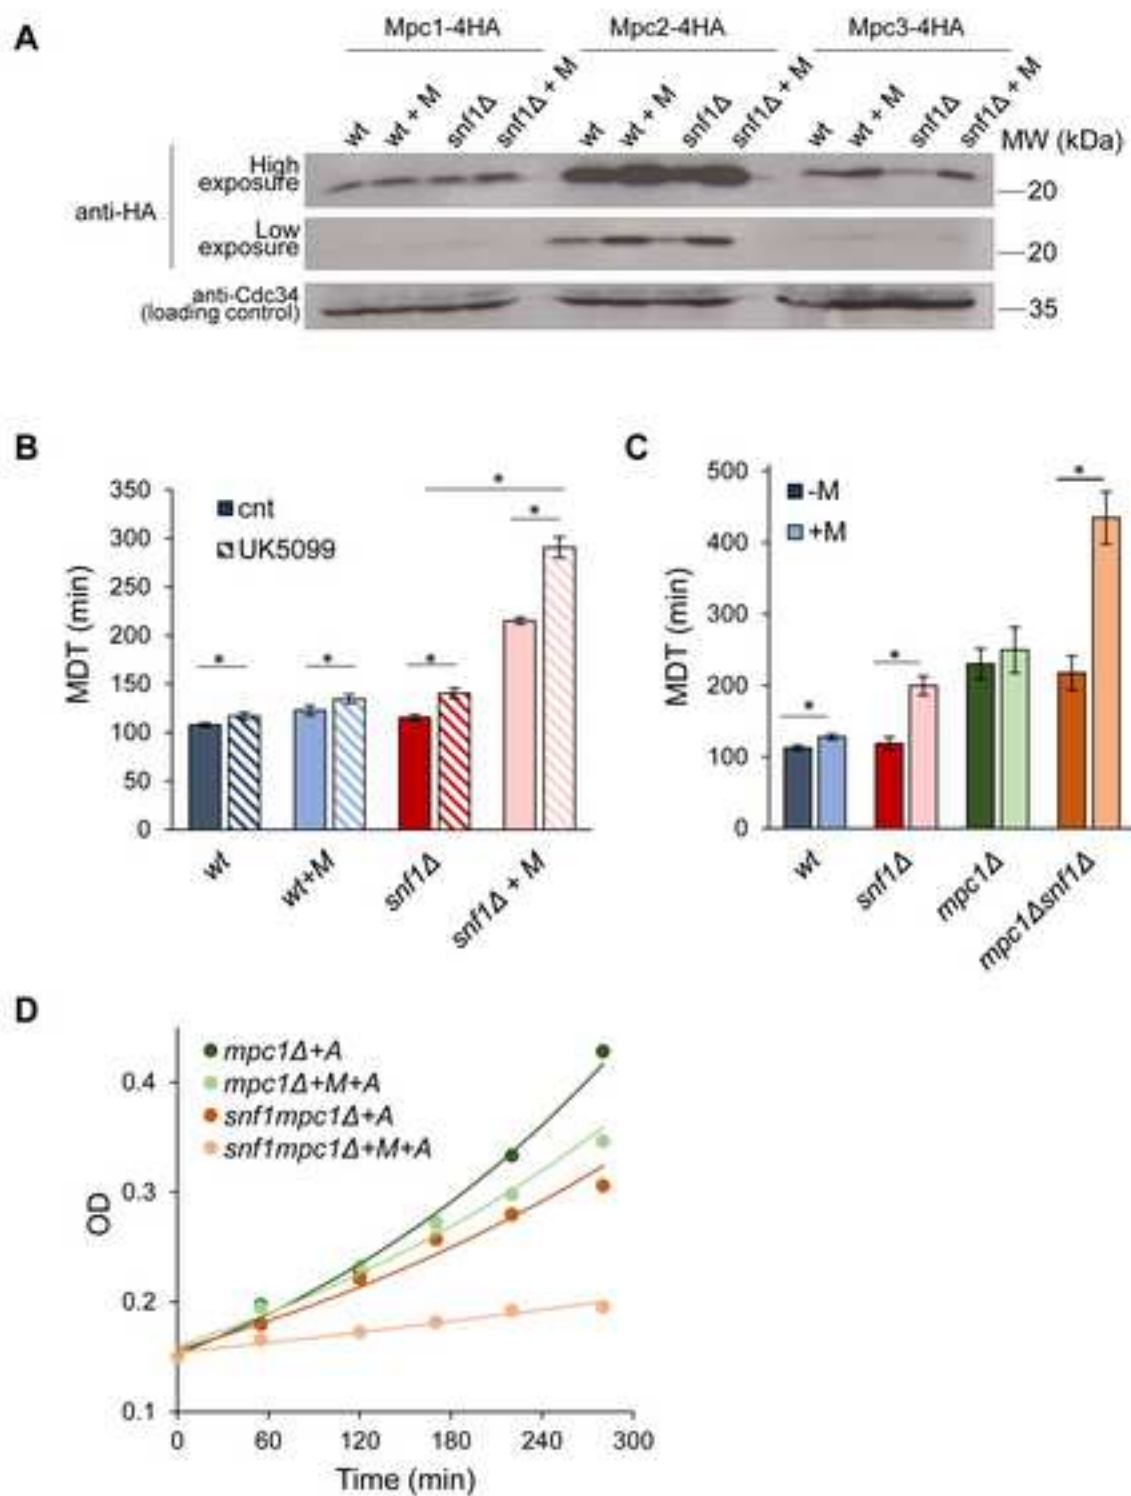 A
Mpc1-4HA Mpc2-4HA Mpc3-4HA
wt wt + M snf1Δ snf1Δ + M wt wt + M snf1Δ snf1Δ + M wt wt + M snf1Δ snf1Δ + M MW (kDa)
High
exposure
20
anti-HA
Low
exposure
20
anti-Cdc34
(loading control)
35
B
MDT (min)
350
300
250
200
150
100
50
0
cnt
UK5099
*
*
*
*
*
wt wt+M snf1Δ snf1Δ + M
C
MDT (min)
500
400
300
200
100
0
-M
+M
*
*
*
wt snf1Δ mpc1Δ mpc1Δsnf1Δ
D
OD
0.4
0.3
0.2
0.1
mpc1Δ+A
mpc1Δ+M+A
snf1mpc1Δ+A
snf1mpc1Δ+M+A
0 60 120 180 240 300
Time (min)